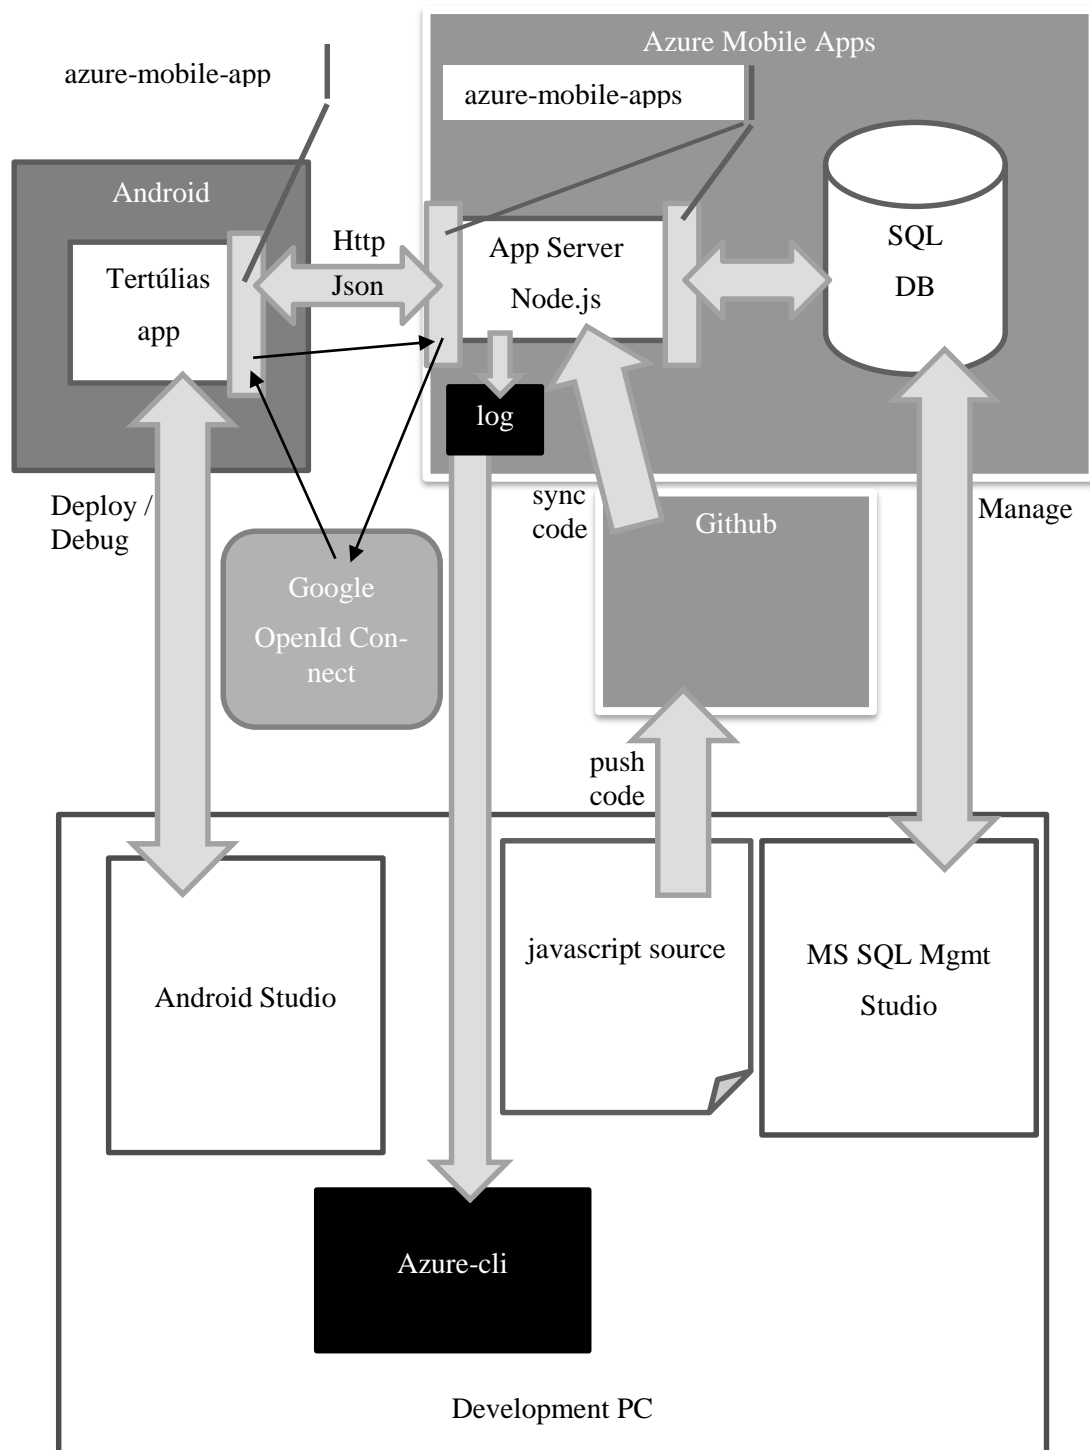 Azure Mobile Apps
azure-mobile-app
azure-mobile-apps
Android
Tertúlias
app
Http
Json
App Server
Node.js
SQL
DB
log
Deploy /
Debug
sync
code
Github
Manage
Google
OpenId Con-
nect
push
code
javascript source
MS SQL Mgmt
Studio
Android Studio
Azure-cli
Development PC